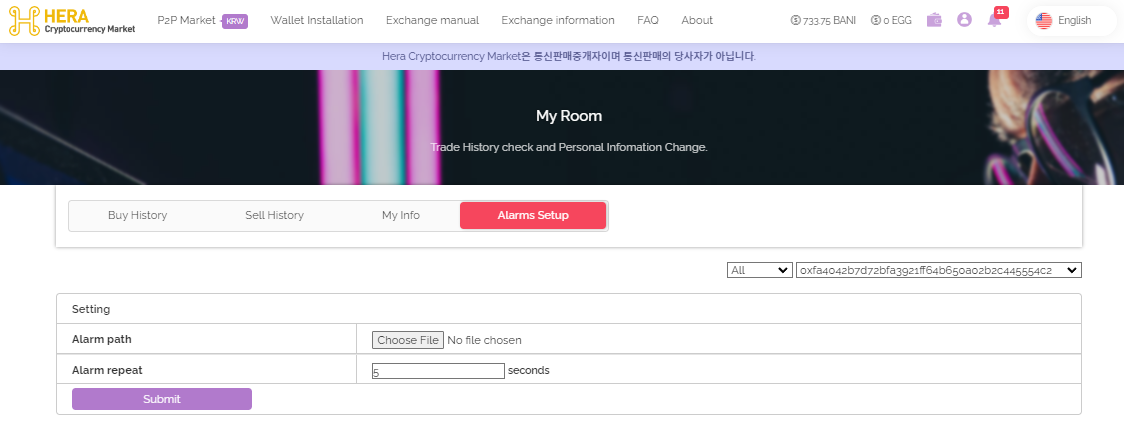 HERA
Cryptocurrency Market
P2P Market - KRW
Wallet Installation
Exchange manual
Exchange information
FAQ
About
733.75 BANI
0 EGG
11
English
Hera Cryptocurrency Market은 통신판매중개자이며 통신판매의 당사자가 아닙니다.
My Room
Trade History check and Personal Infomation Change.
Buy History
Sell History
My Info
Alarms Setup
All
0xfa4042b7d72bfa3921ff64b650a02b2c445554c2
Setting
Alarm path
Choose File No file chosen
Alarm repeat
5 seconds
Submit